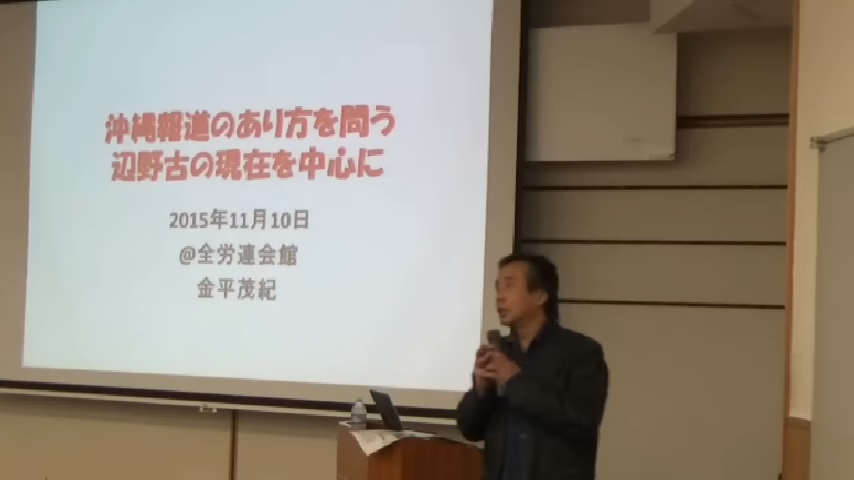 沖縄報道のあり方を問う
辺野古の現在を中心に
2015年11月10日
@全労連会館
金平茂紀